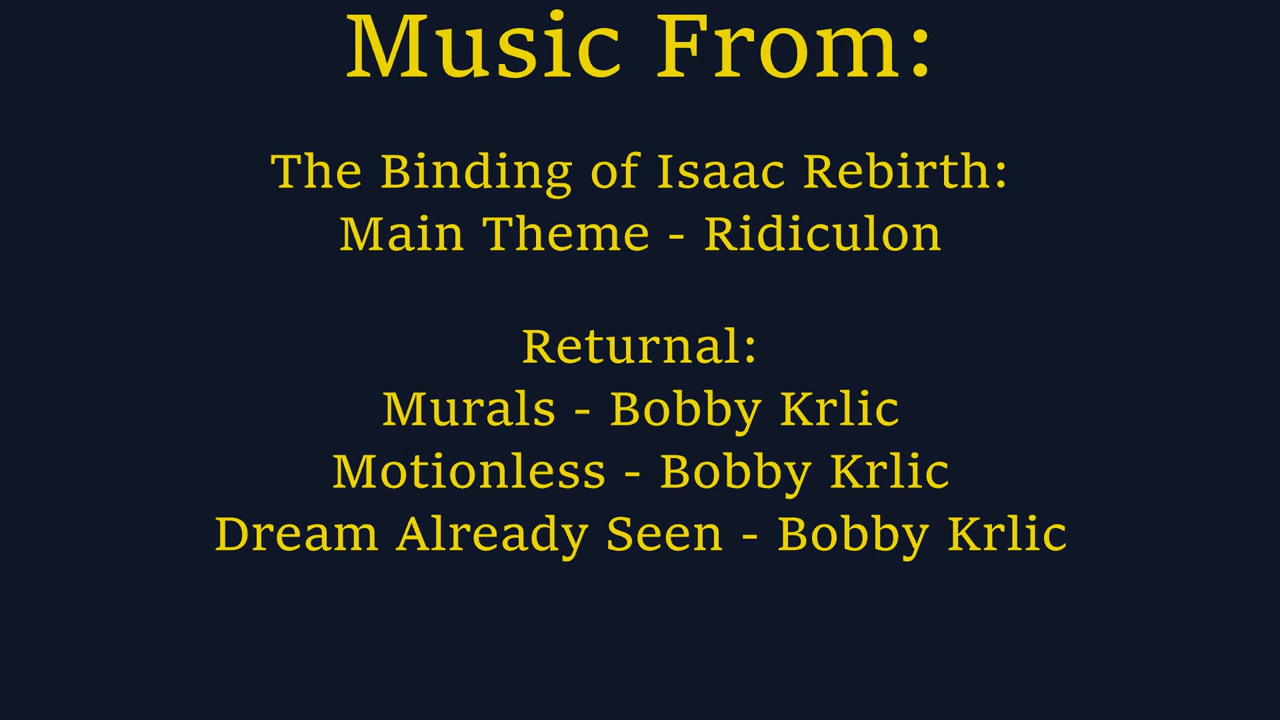 Music From:
The Binding of Isaac Rebirth:
Main Theme - Ridiculon
Returnal:
Murals - Bobby Krlic
Motionless - Bobby Krlic
Dream Already Seen - Bobby Krlic